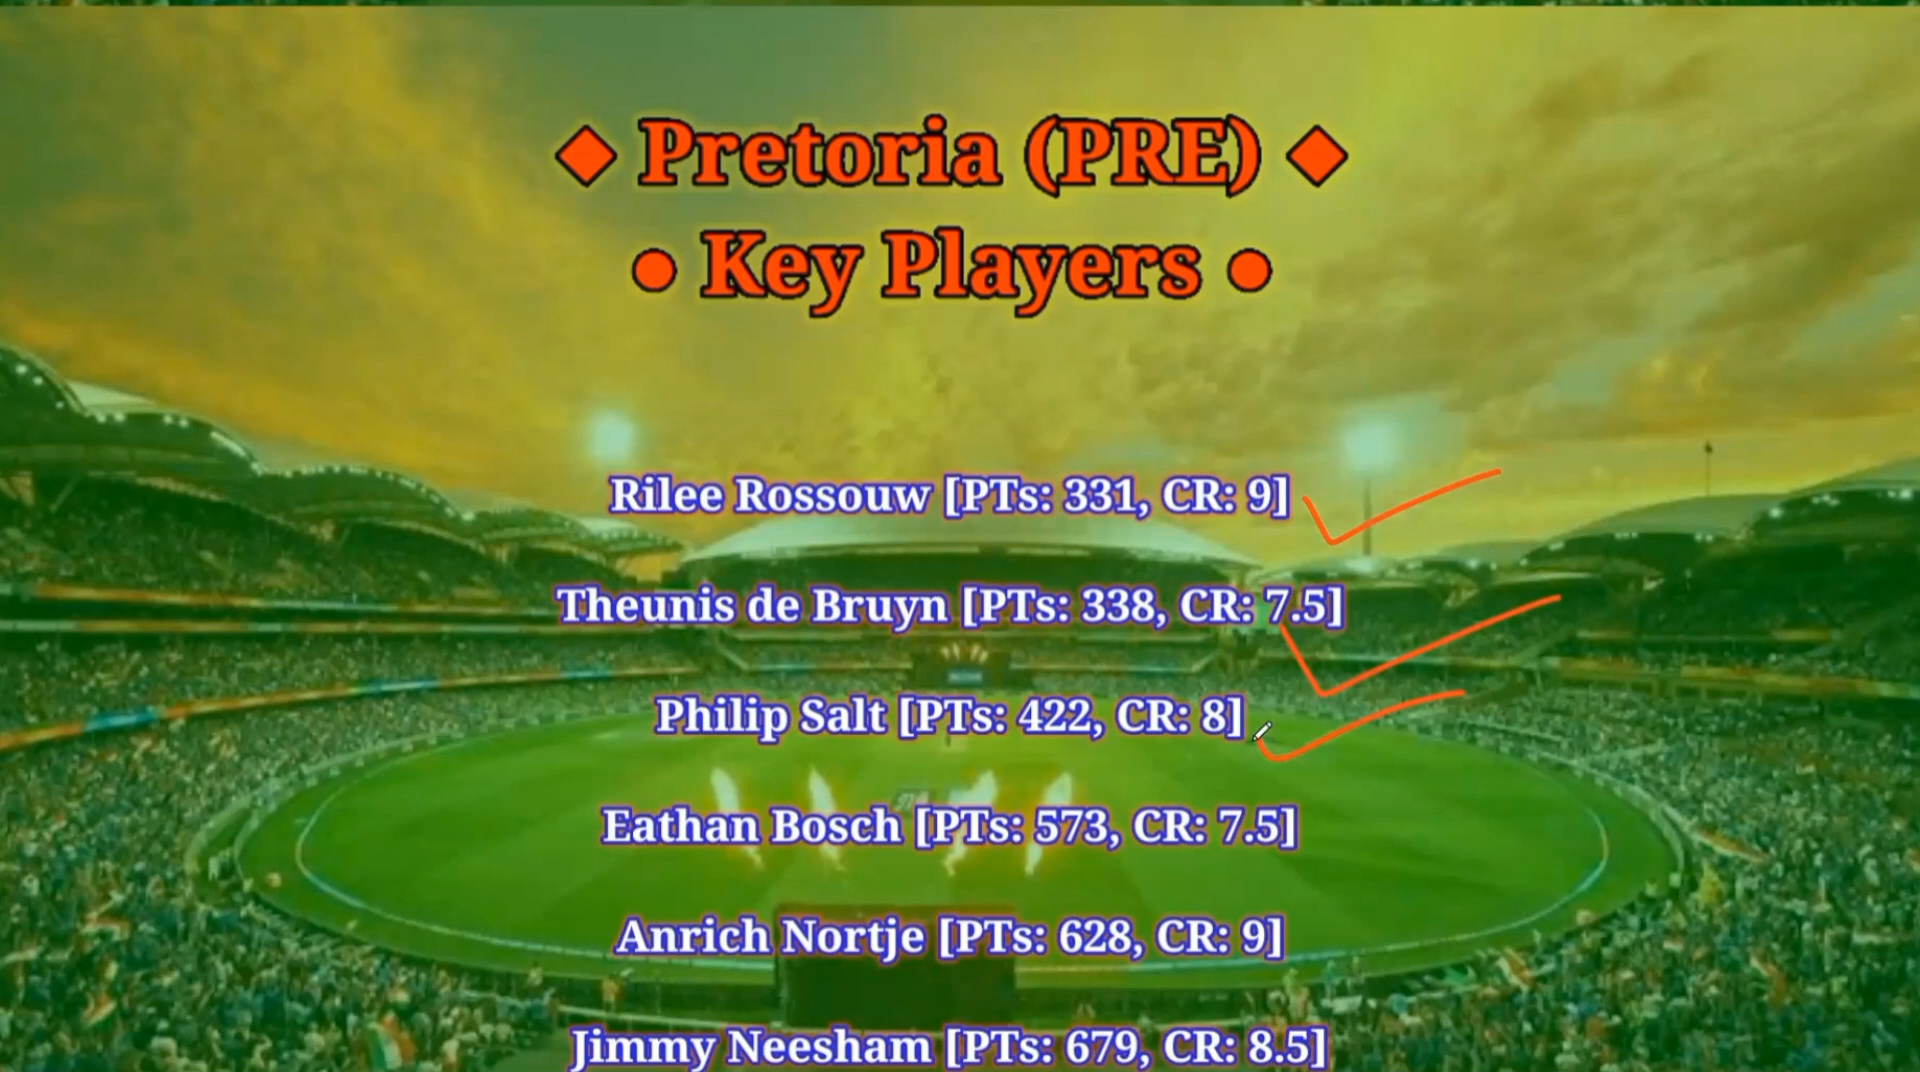 ◆ Pretoria (PRE) ◆
● Key Players ●
Rilee Rossouw [PTs: 331, CR: 9]
Theunis de Bruyn [PTs: 338, CR: 7.5]
Philip Salt [PTs: 422, CR: 8]
Eathan Bosch [PTs: 573, CR: 7.5]
Anrich Nortje [PTs: 628, CR: 9]
Jimmy Neesham [PTs: 679, CR: 8.5]